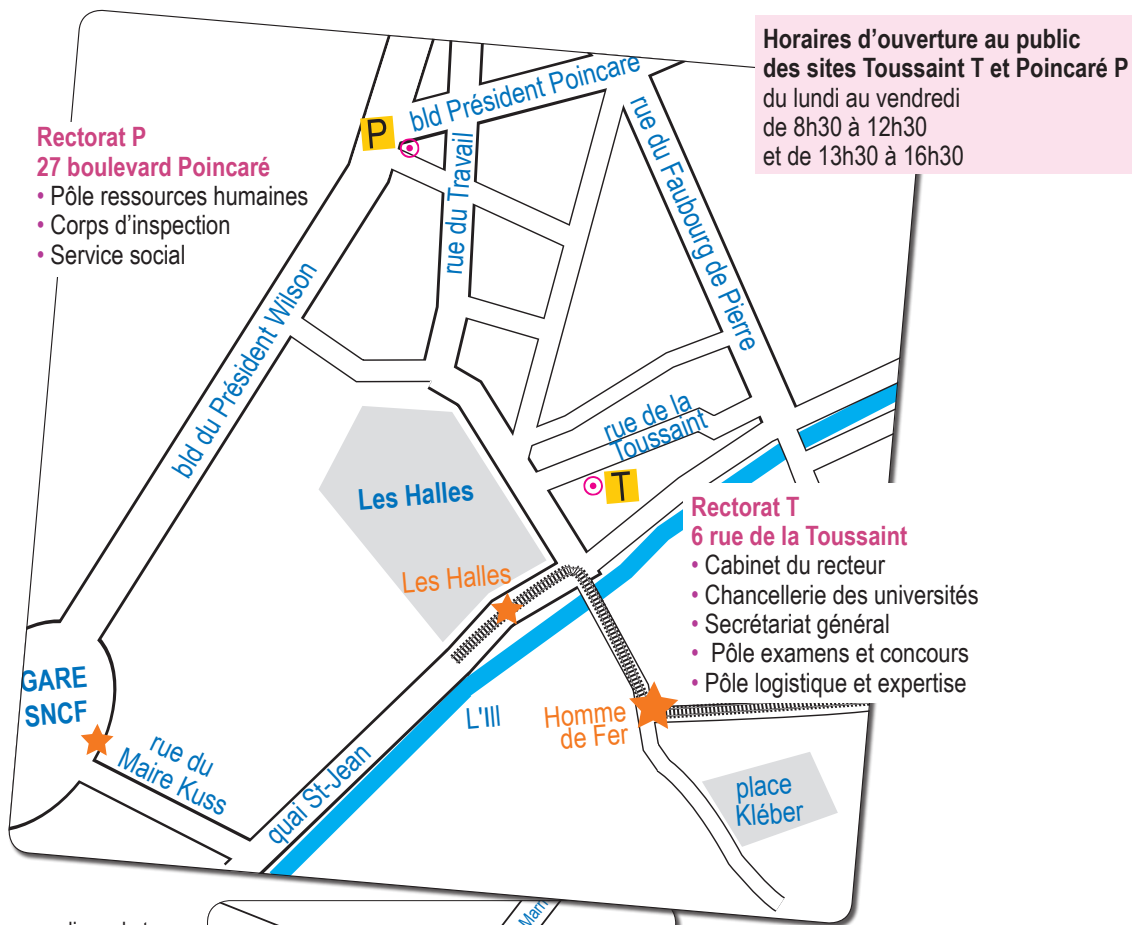 Horaires d'ouverture au public
des sites Toussaint T et Poincaré P
du lundi au vendredi
de 8h30 à 12h30
et de 13h30 à 16h30
Rectorat P
27 boulevard Poincaré
• Pôle ressources humaines
• Corps d'inspection
• Service social
P
bld Président Poincaré
rue du Travail
rue du Faubourg de Pierre
bld du Président Wilson
rue de la
Toussaint
T
Les Halles
Les Halles
Rectorat T
6 rue de la Toussaint
• Cabinet du recteur
• Chancellerie des universités
• Secrétariat général
• Pôle examens et concours
• Pôle logistique et expertise
GARE
SNCF
rue du
Maire Kuss
quai St-Jean
L'Ill
Homme
de Fer
place
Kléber